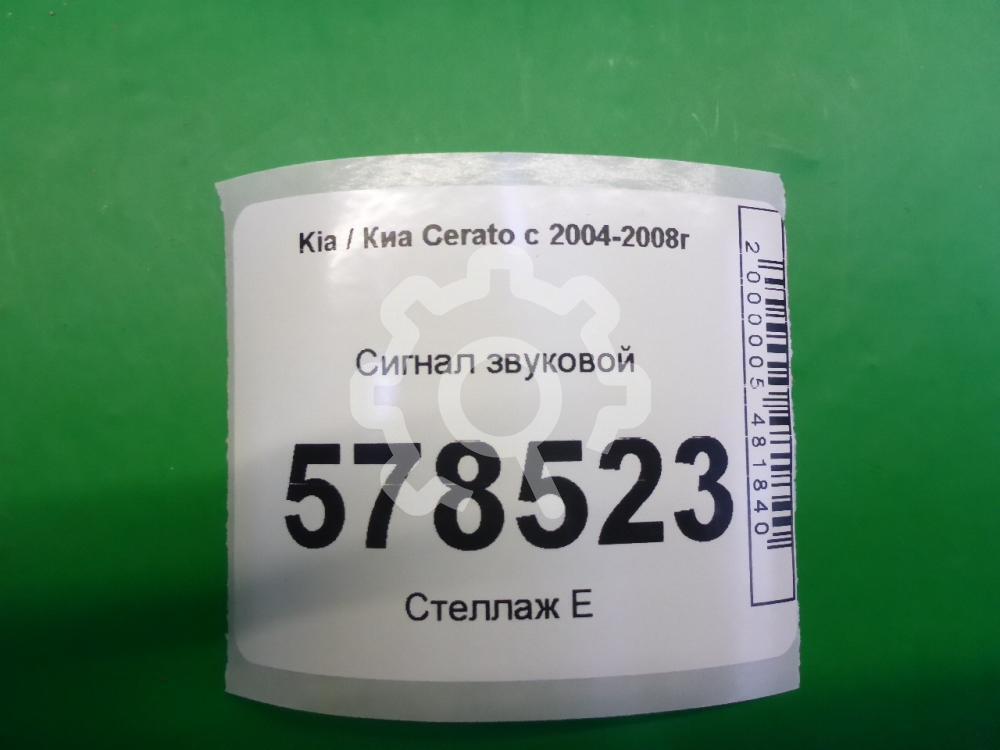 Kia / Киа Cerato с 2004-2008г
Сигнал звуковой
578523
Стеллаж Е
2000005481840